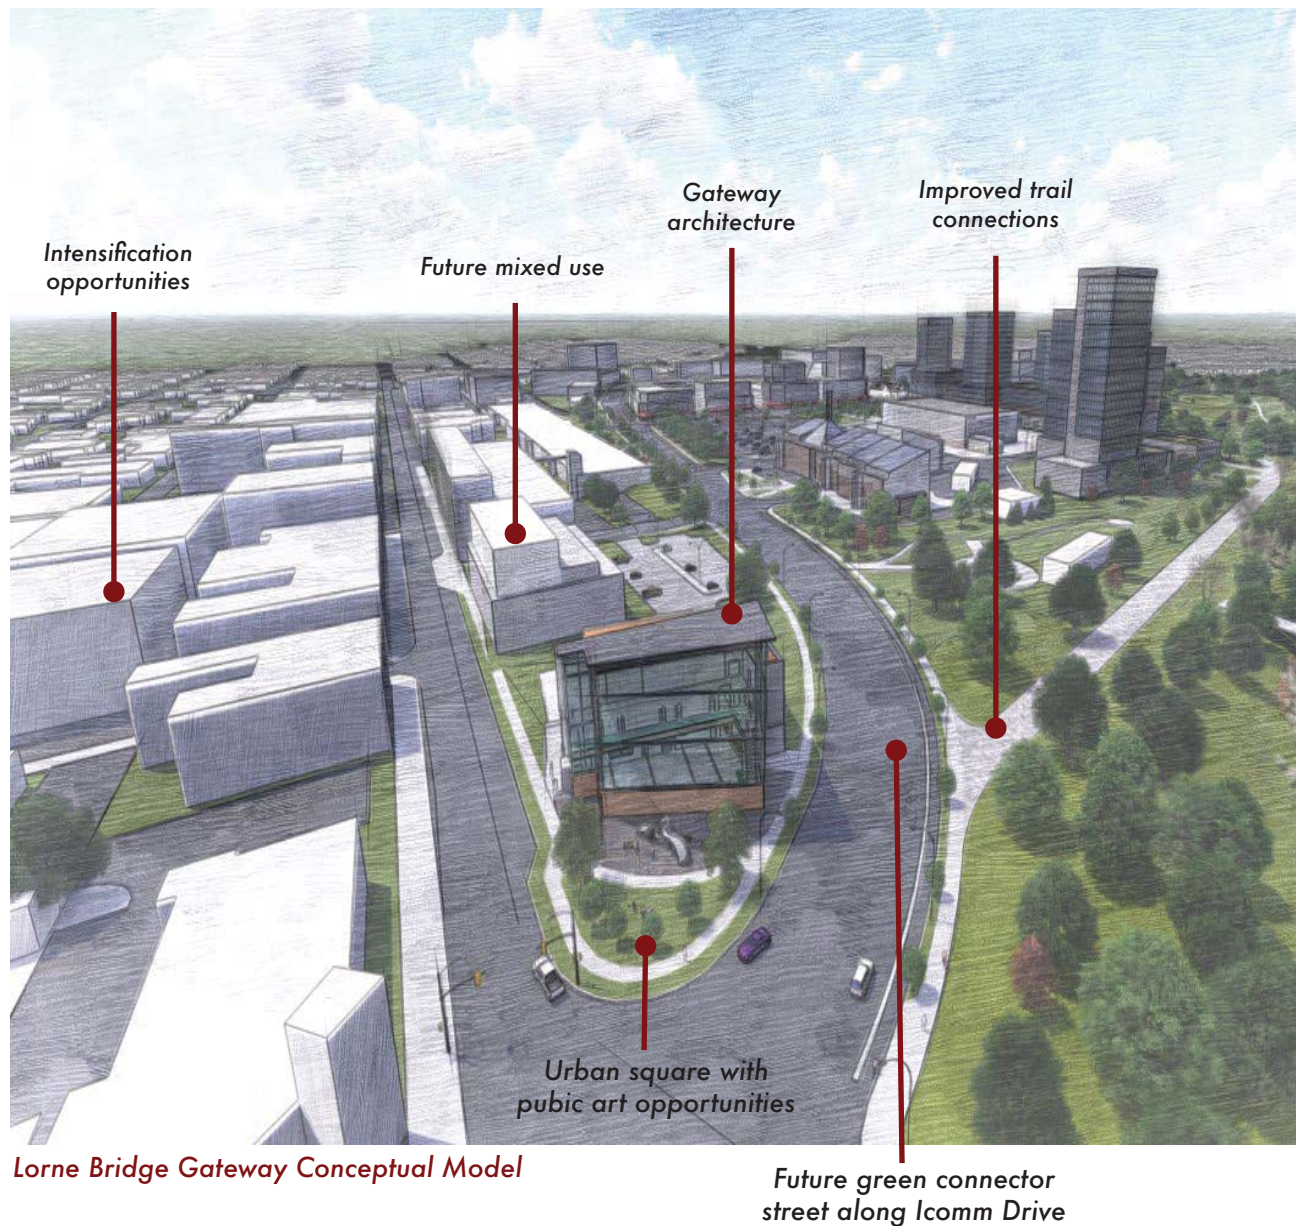 Gateway
architecture
Improved trail
connections
Intensification
opportunities
Future mixed use
Urban square with
pubic art opportunities
Lorne Bridge Gateway Conceptual Model
Future green connector
street along Icomm Drive